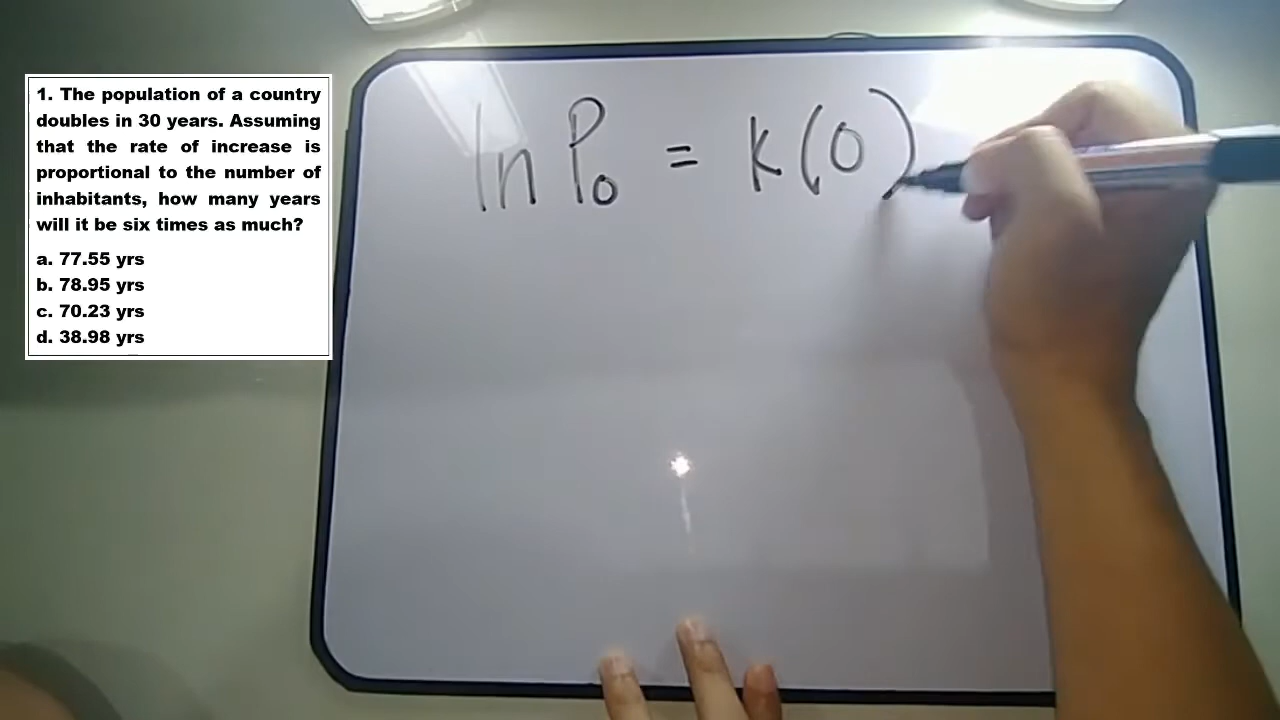 1. The population of a country
doubles in 30 years. Assuming
that the rate of increase is
proportional to the number of
inhabitants, how many years
will it be six times as much?
a. 77.55 yrs
b. 78.95 yrs
c. 70.23 yrs
d. 38.98 yrs
ln P₀ = k(0)